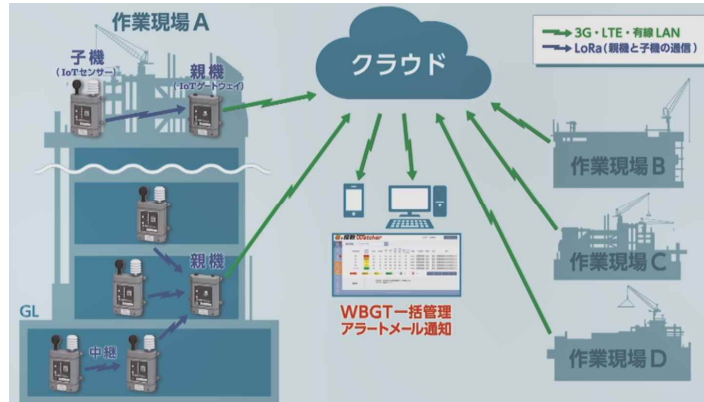 作業現場A
子機
(IoTセンサー)
親機
(IoTゲートウェイ)
クラウド
3G・LTE・有線LAN
LoRa(親機と子機の通信)
作業現場B
作業現場C
作業現場D
親機
GL
中継
Watcher
WBGT一括管理
アラートメール通知